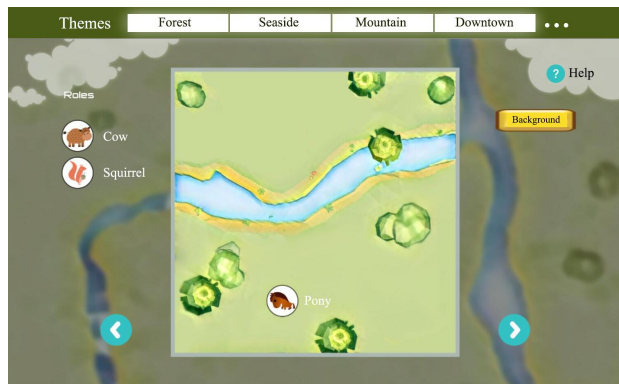 Themes Forest Seaside Mountain Downtown
Help
Roles
Background
Cow
Squirrel
Pony